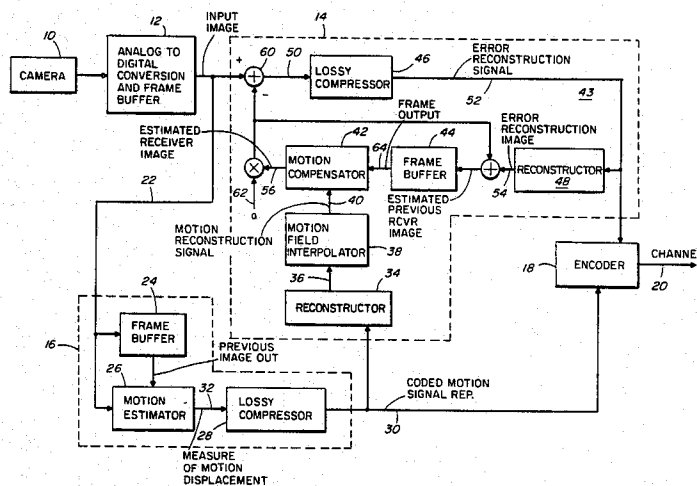 10
CAMERA
12
ANALOG TO
DIGITAL
CONVERSION
AND FRAME
BUFFER
INPUT
IMAGE
14
+
60
50
−
46
LOSSY
COMPRESSOR
ERROR
RECONSTRUCTION
SIGNAL
52
43
ESTIMATED
RECEIVER
IMAGE
42
FRAME
OUTPUT
44
ERROR
RECONSTRUCTION
IMAGE
22
62
a
56
MOTION
COMPENSATOR
64
FRAME
BUFFER
54
RECONSTRUCTOR
48
40
ESTIMATED
PREVIOUS
RCVR
IMAGE
MOTION
RECONSTRUCTION
SIGNAL
MOTION
FIELD
INTERPOLATOR
38
18
ENCODER
CHANNE
20
36
34
RECONSTRUCTOR
24
FRAME
BUFFER
16
PREVIOUS
IMAGE OUT
26
MOTION
ESTIMATOR
32
LOSSY
COMPRESSOR
28
CODED MOTION
SIGNAL REP.
30
MEASURE
OF MOTION
DISPLACEMENT